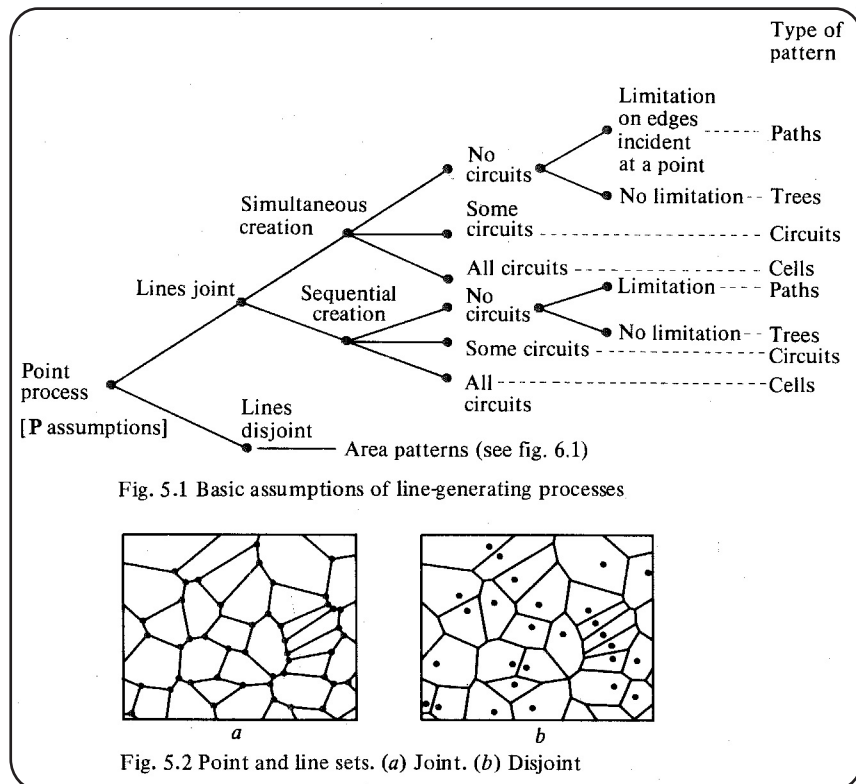 Type of
pattern
Limitation
on edges
incident
at a point
Paths
No
circuits
No limitation
Trees
Simultaneous
creation
Some
circuits
Circuits
All circuits
Cells
Lines joint
Sequential
creation
No
circuits
Limitation
Paths
No limitation
Trees
Some circuits
Circuits
Point
process
[P assumptions]
All
circuits
Cells
Lines
disjoint
Area patterns (see fig. 6.1)
Fig. 5.1 Basic assumptions of line-generating processes
a
b
Fig. 5.2 Point and line sets. (a) Joint. (b) Disjoint